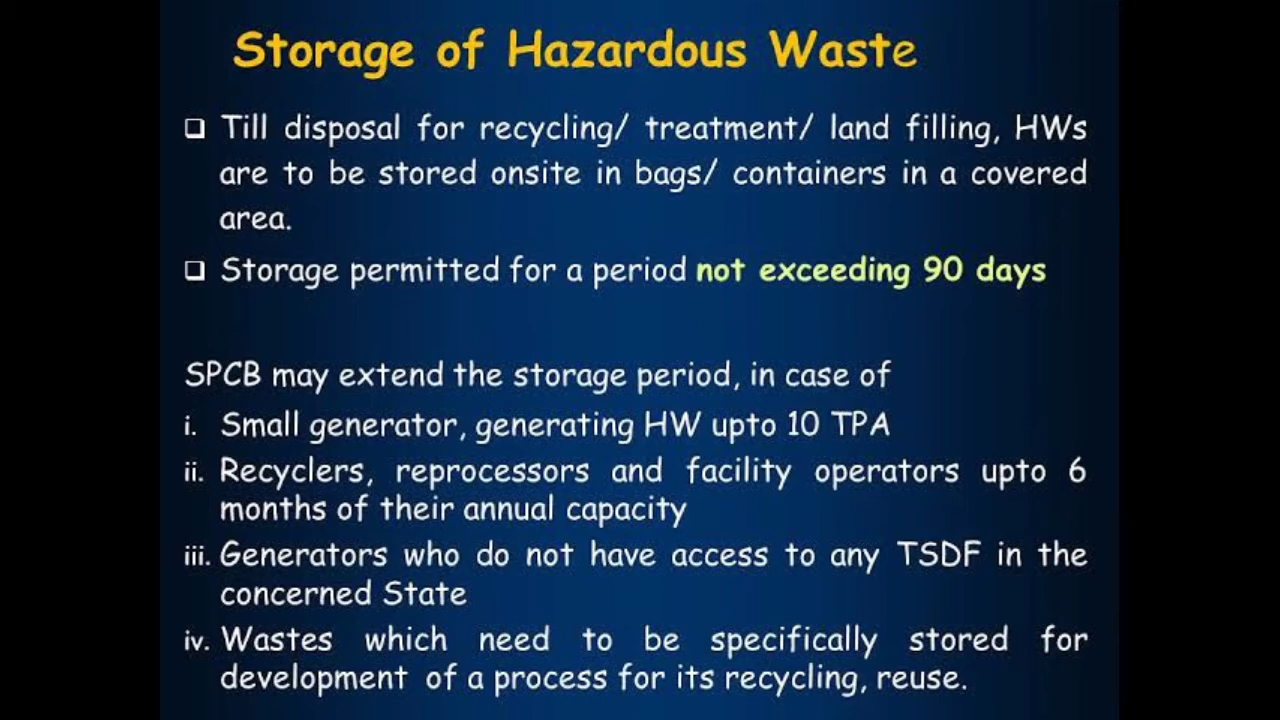 Storage of Hazardous Waste
❑ Till disposal for recycling/ treatment/ land filling, HWs
are to be stored onsite in bags/ containers in a covered
area.
❑ Storage permitted for a period not exceeding 90 days
SPCB may extend the storage period, in case of
i. Small generator, generating HW upto 10 TPA
ii. Recyclers, reprocessors and facility operators upto 6
months of their annual capacity
iii. Generators who do not have access to any TSDF in the
concerned State
iv. Wastes which need to be specifically stored for
development of a process for its recycling, reuse.